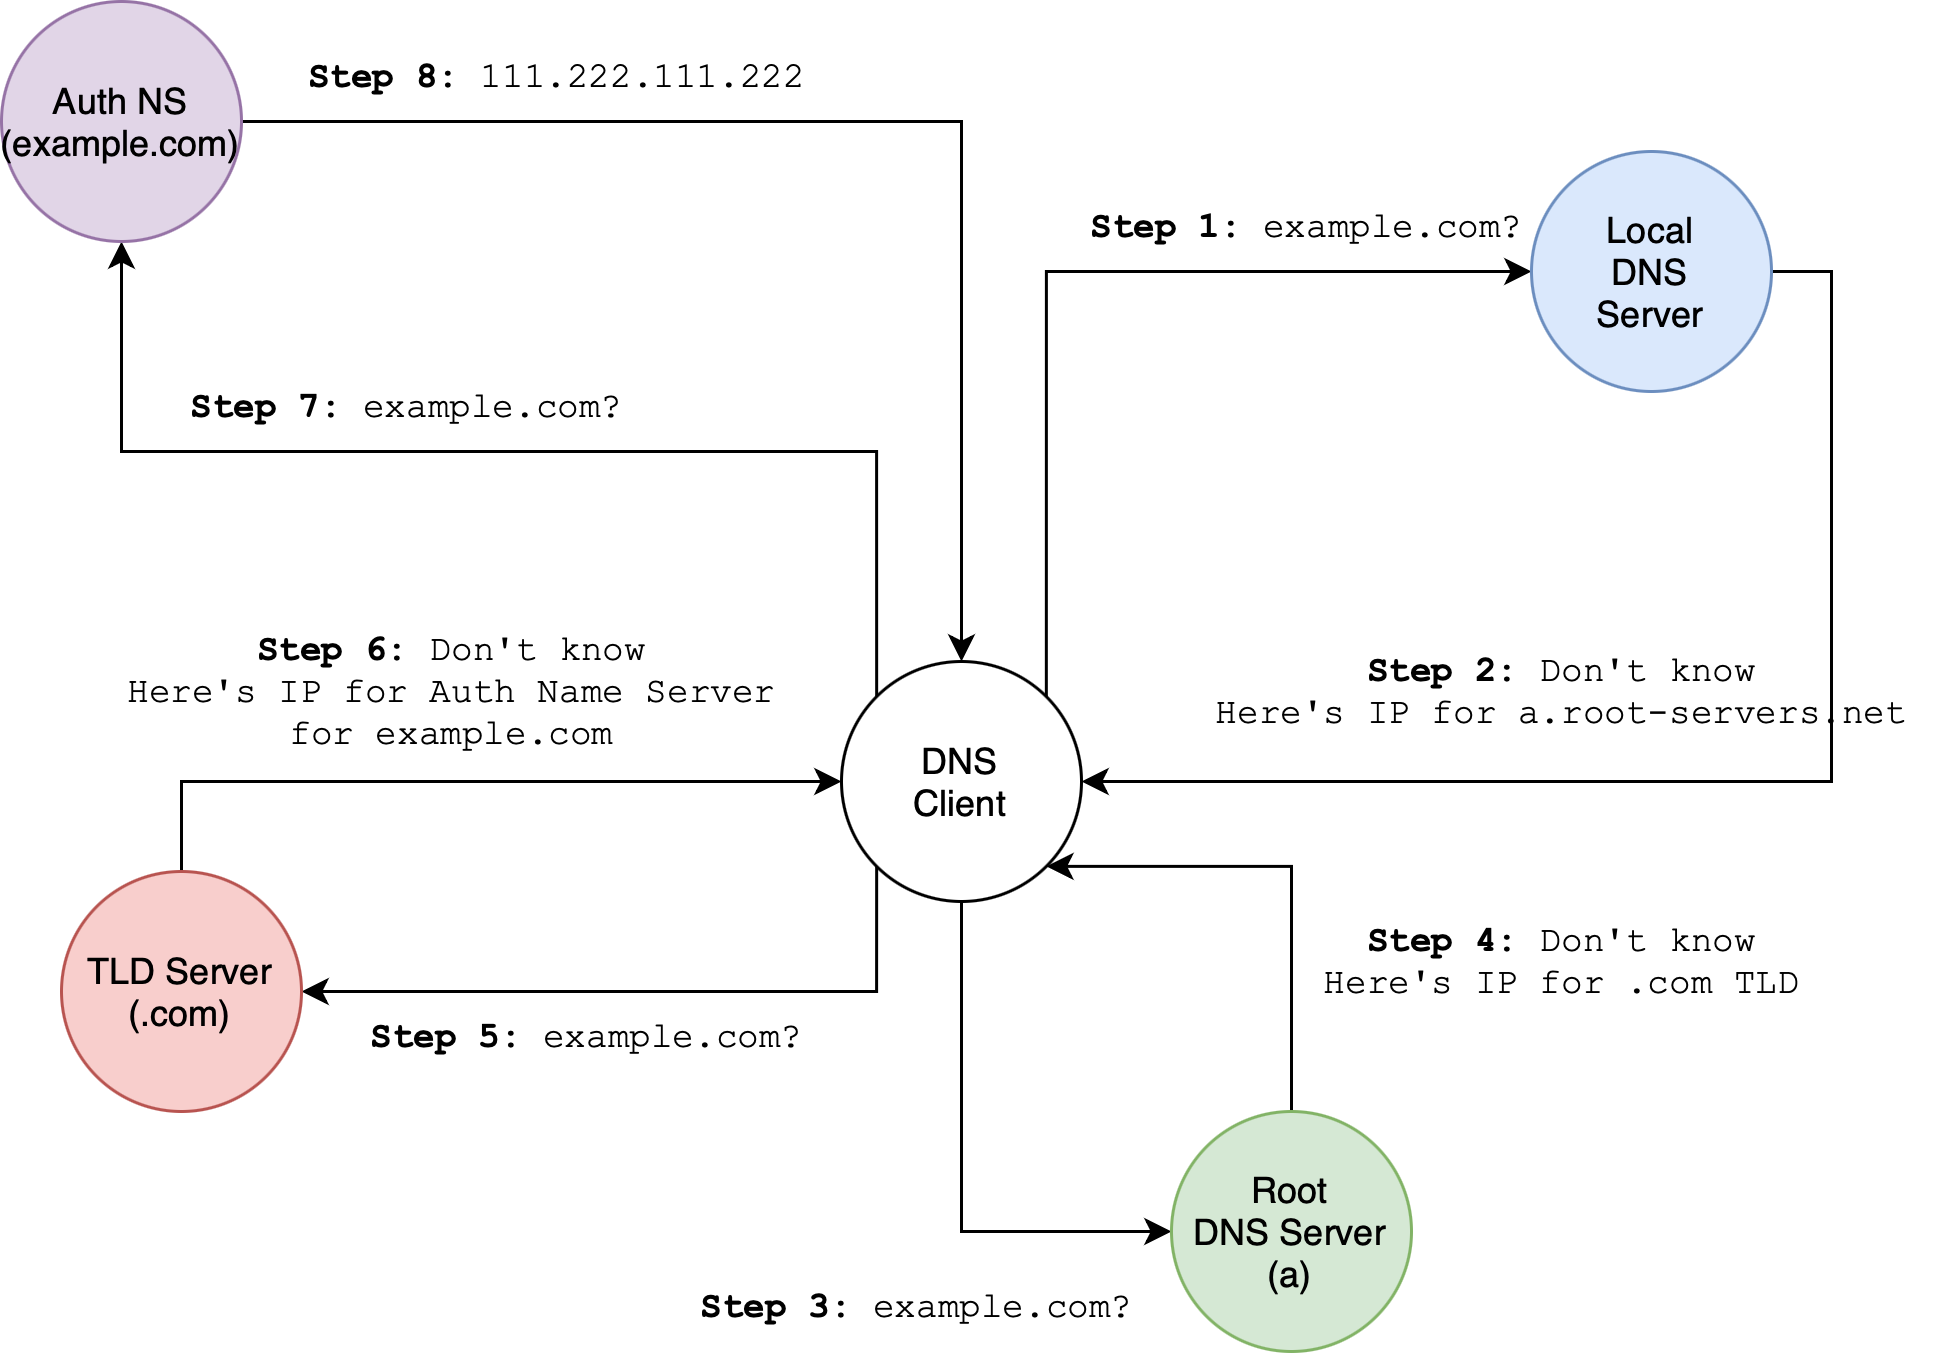 Auth NS
(example.com)
Step 8: 111.222.111.222
Step 1: example.com?
Local
DNS
Server
Step 7: example.com?
Step 6: Don't know
Here's IP for Auth Name Server
for example.com
Step 2: Don't know
Here's IP for a.root-servers.net
DNS
Client
TLD Server
(.com)
Step 5: example.com?
Step 4: Don't know
Here's IP for .com TLD
Root
DNS Server
(a)
Step 3: example.com?